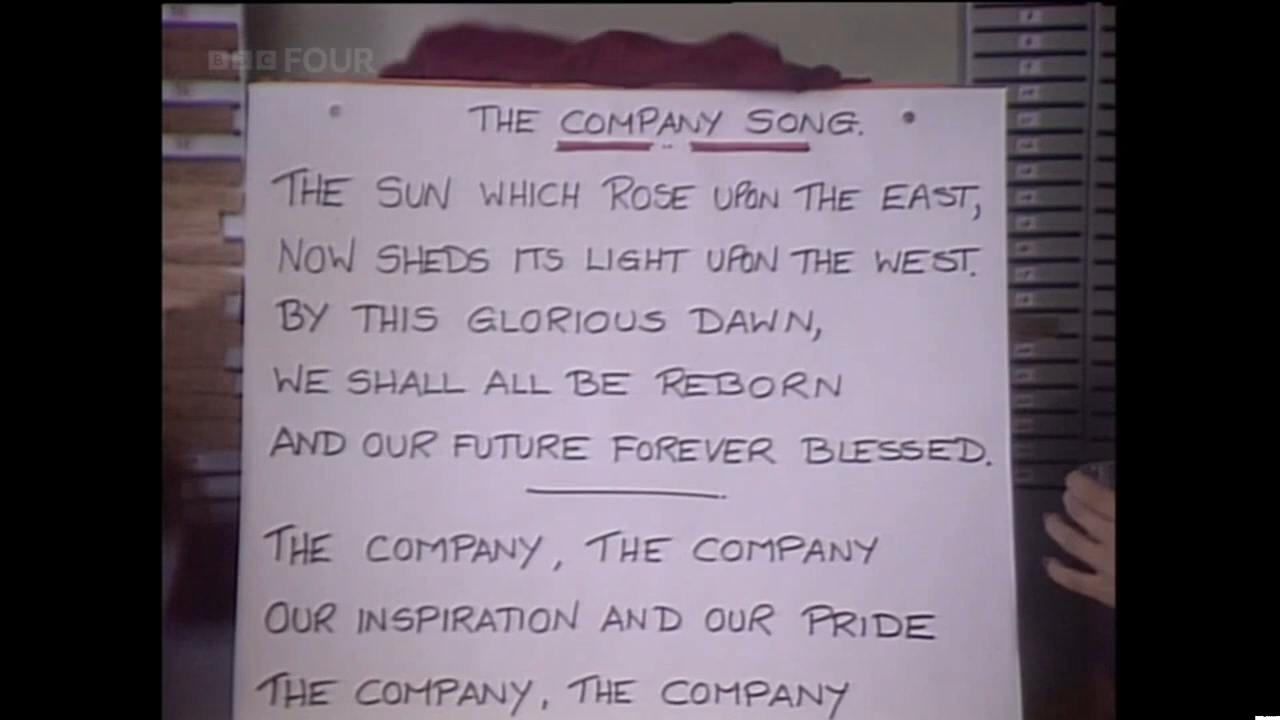 BBC FOUR
THE COMPANY SONG.
THE SUN WHICH ROSE UPON THE EAST,
NOW SHEDS ITS LIGHT UPON THE WEST.
BY THIS GLORIOUS DAWN,
WE SHALL ALL BE REBORN
AND OUR FUTURE FOREVER BLESSED.
THE COMPANY, THE COMPANY
OUR INSPIRATION AND OUR PRIDE
THE COMPANY, THE COMPANY